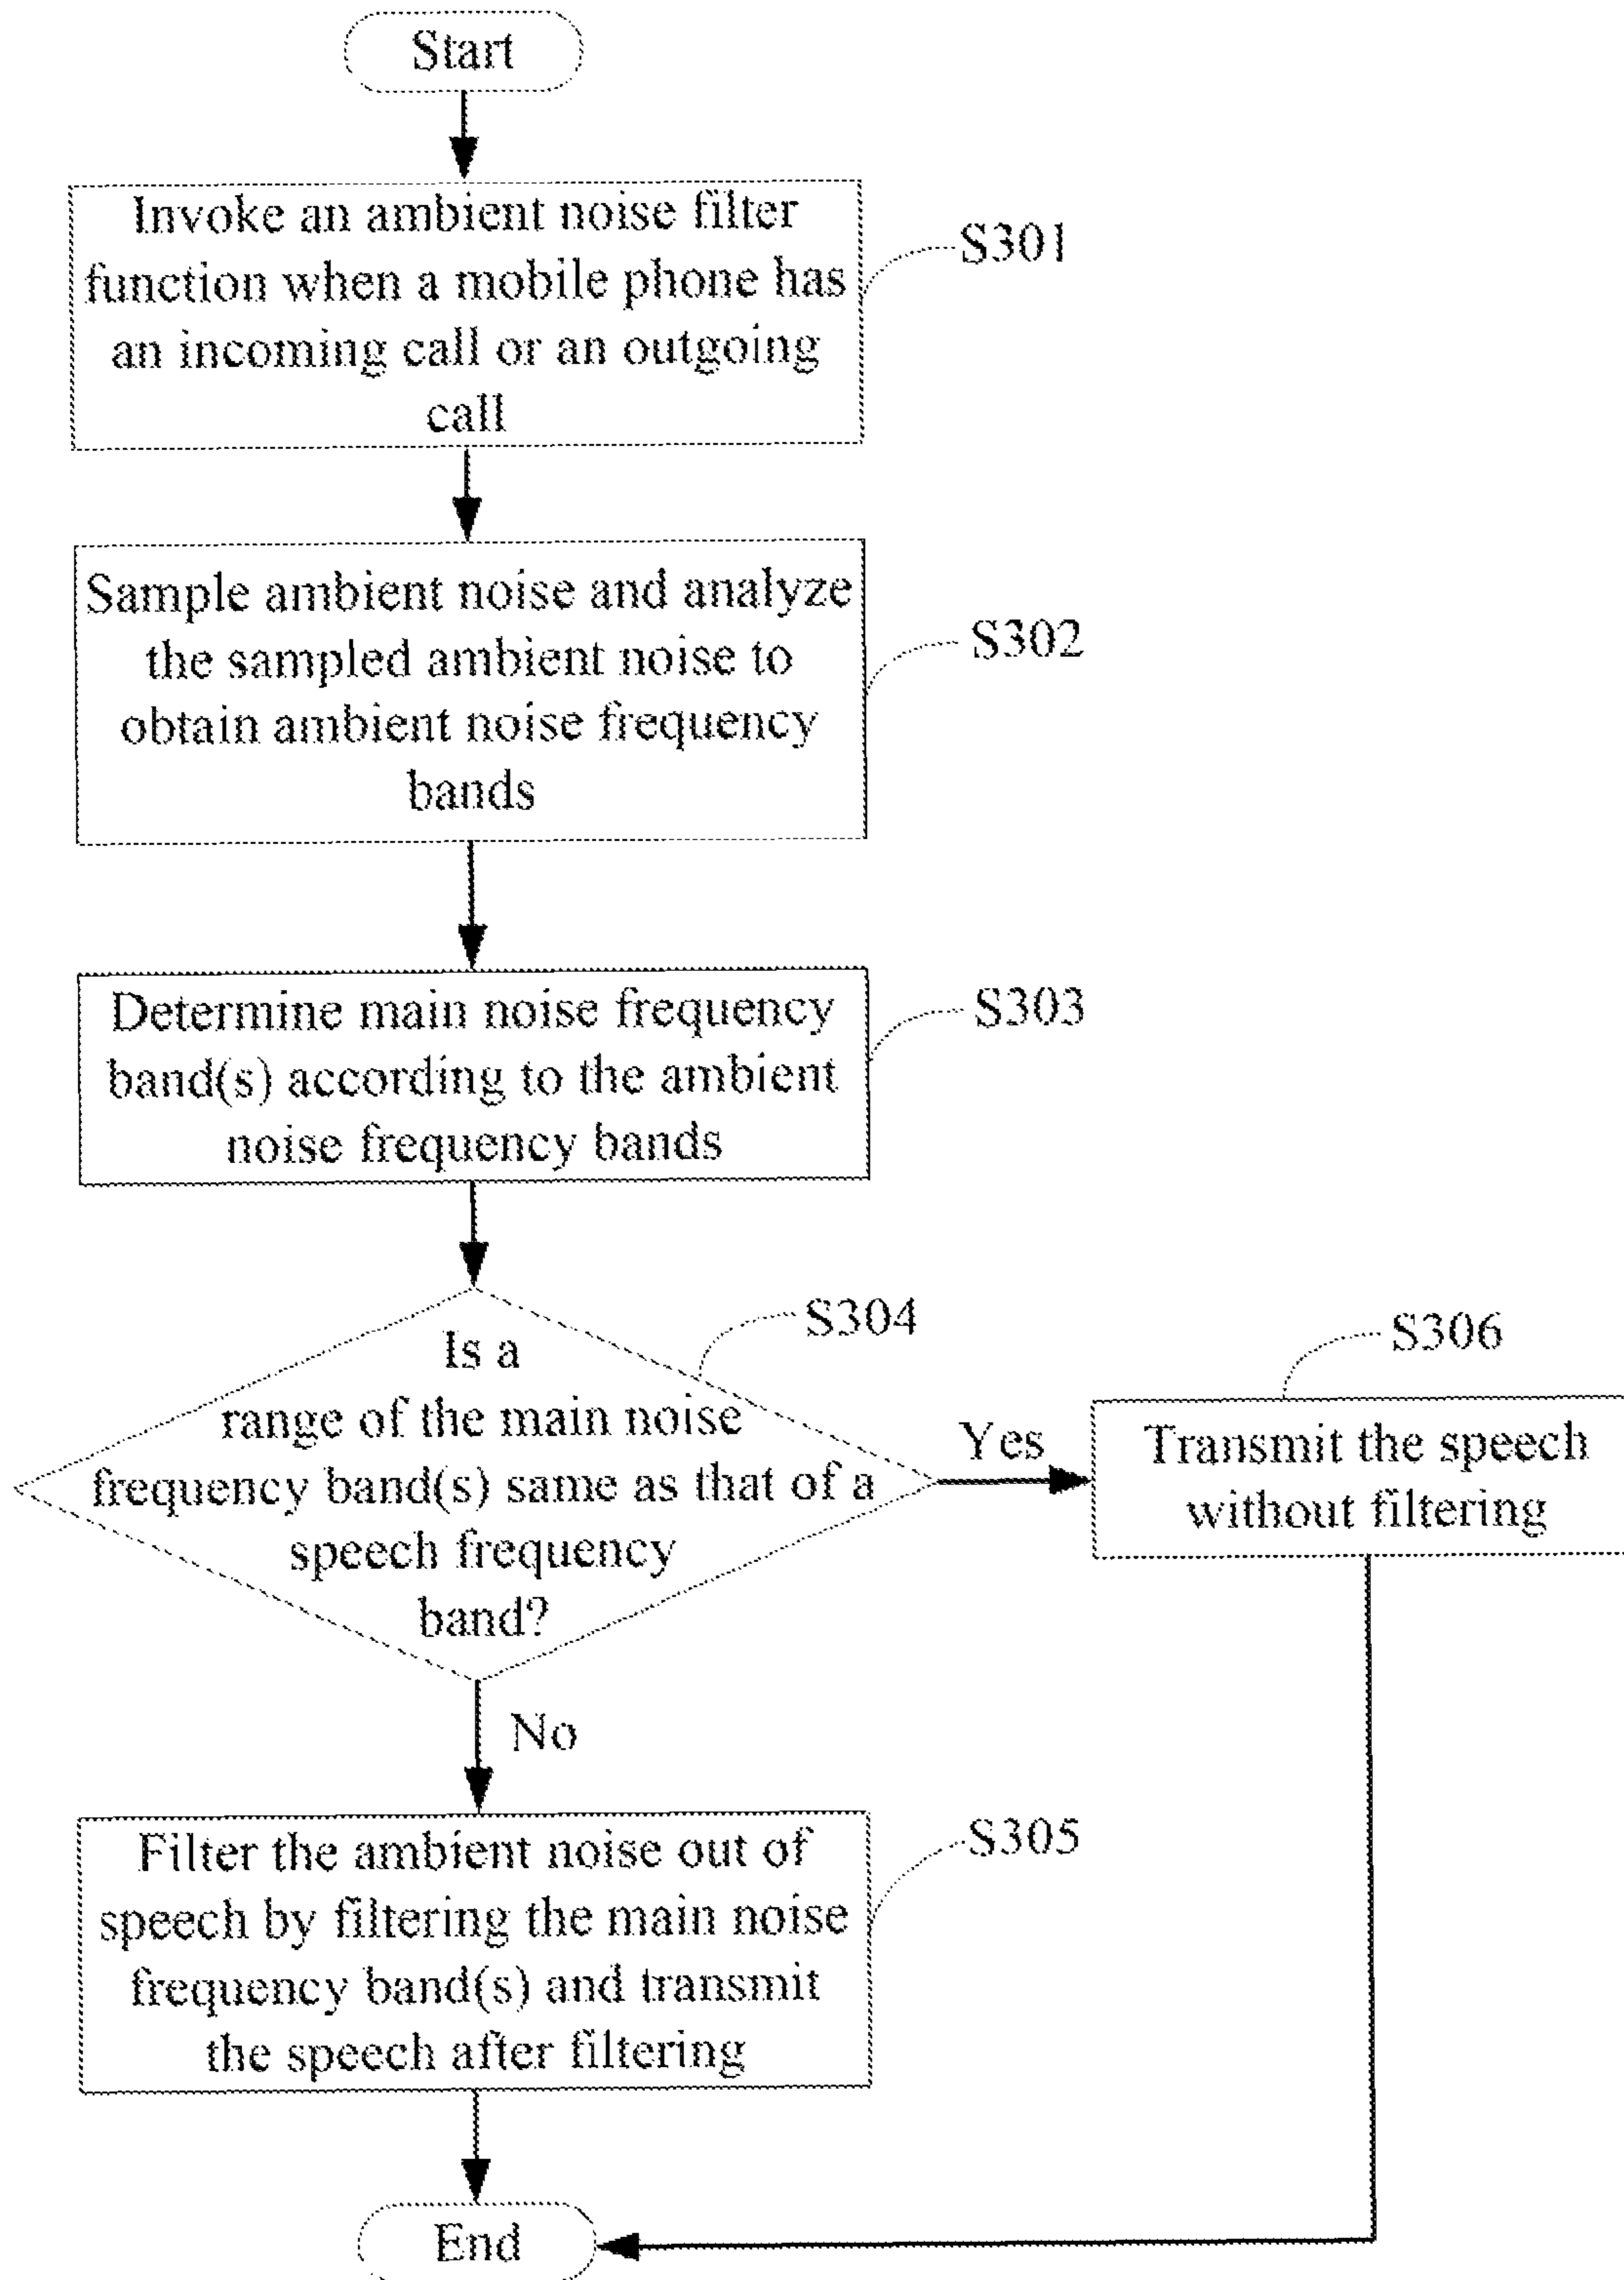 Start
Invoke an ambient noise filter
function when a mobile phone has
an incoming call or an outgoing
call
S301
Sample ambient noise and analyze
the sampled ambient noise to
obtain ambient noise frequency
bands
S302
Determine main noise frequency
band(s) according to the ambient
noise frequency bands
S303
Is a
range of the main noise
frequency band(s) same as that of a
speech frequency
band?
S304
Yes
S306
Transmit the speech
without filtering
No
Filter the ambient noise out of
speech by filtering the main noise
frequency band(s) and transmit
the speech after filtering
S305
End